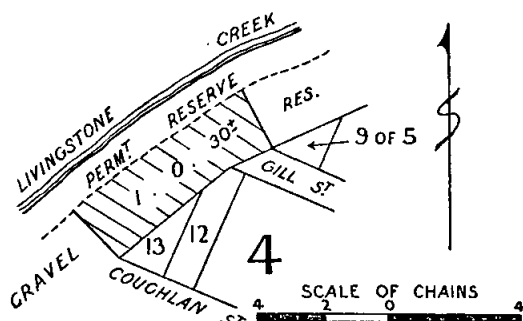 LIVINGSTONE CREEK
PERMT RESERVE
RES.
1 . 0 . 30±
9 OF 5
GILL ST
13
12
4
GRAVEL
COUGHLAN ST
SCALE OF CHAINS
4 2 0 4